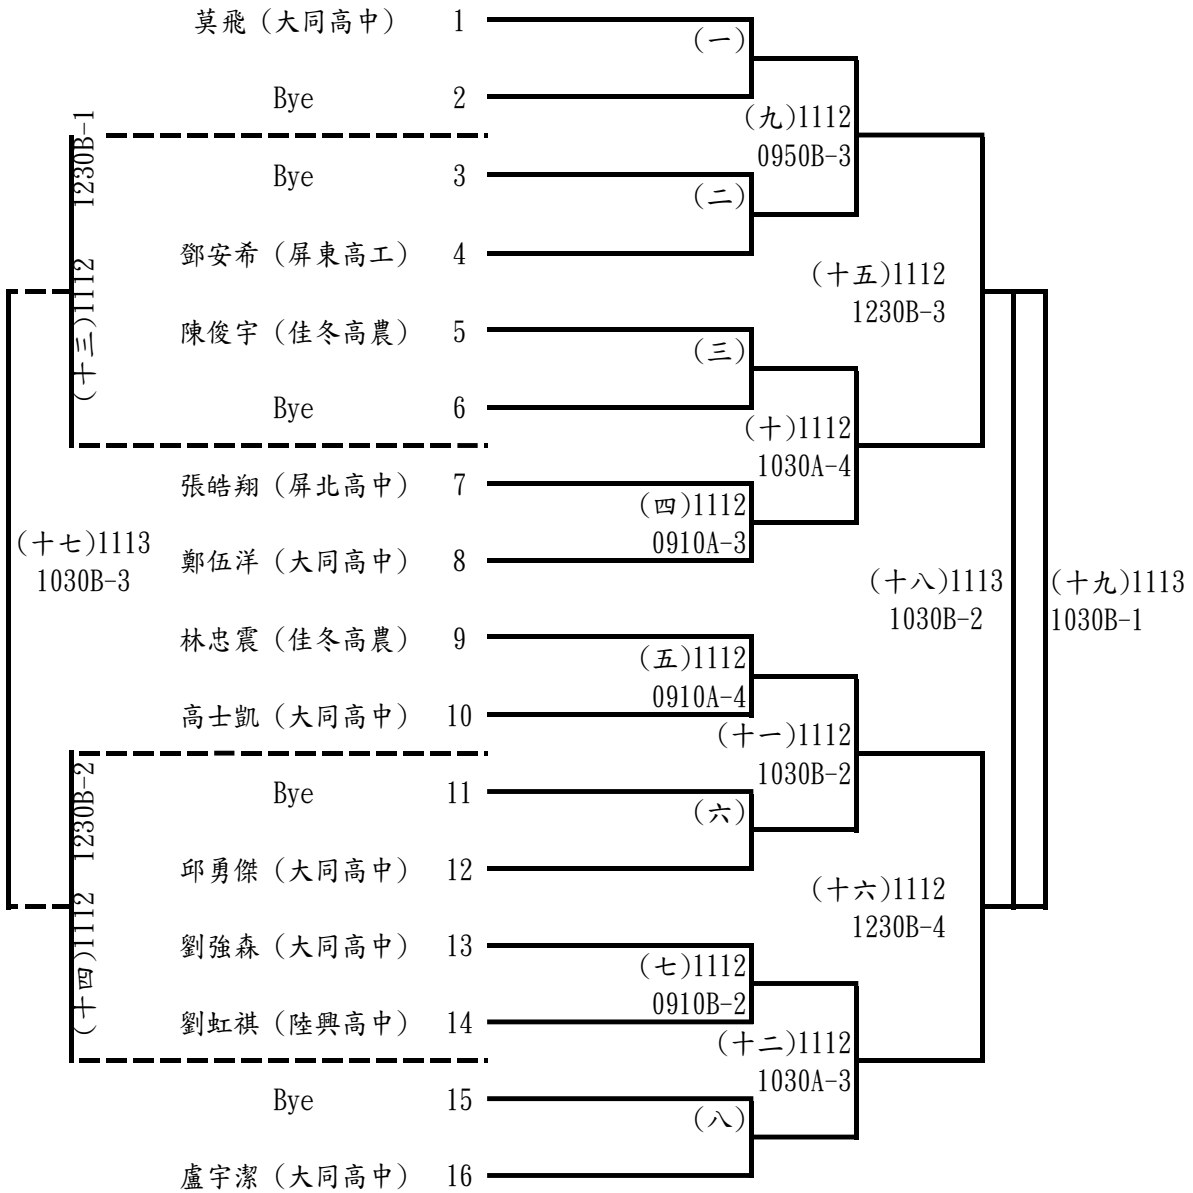 莫飛（大同高中） 1
(一)
Bye 2
(九)1112
0950B-3
Bye 3
(二)
鄧安希（屏東高工） 4
(十五)1112
1230B-3
陳俊宇（佳冬高農） 5
(三)
Bye 6
(十)1112
1030A-4
張皓翔（屏北高中） 7
(四)1112
0910A-3
鄭伍洋（大同高中） 8
(十三)1112 1230B-1
(十七)1113
1030B-3
(十八)1113
1030B-2
(十九)1113
1030B-1
林忠震（佳冬高農） 9
(五)1112
0910A-4
高士凱（大同高中） 10
(十一)1112
1030B-2
Bye 11
(六)
邱勇傑（大同高中） 12
(十六)1112
1230B-4
劉強森（大同高中） 13
(七)1112
0910B-2
劉虹祺（陸興高中） 14
(十四)1112 1230B-2
(十二)1112
1030A-3
Bye 15
(八)
盧宇潔（大同高中） 16